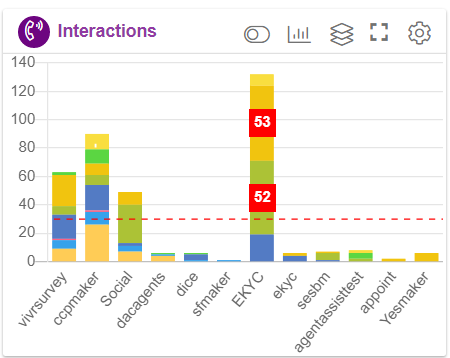 Interactions
140
120
100
80
60
40
20
0
53
52
vivrsurvey
ccpmaker
Social
dacagents
dice
sfmaker
EKYC
ekyc
sesbm
agentassisttest
appoint
Yesmaker